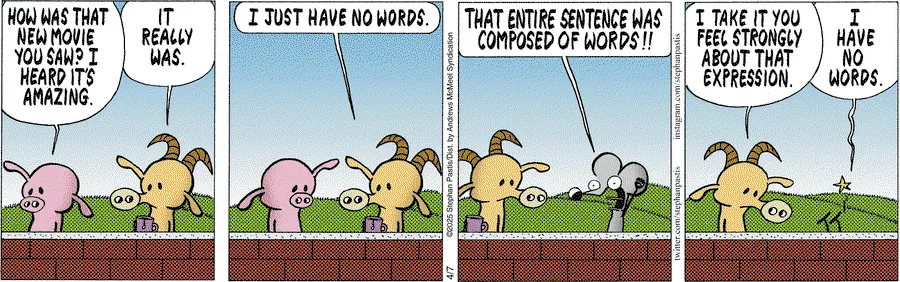 HOW WAS THAT
NEW MOVIE
YOU SAW? I
HEARD IT'S
AMAZING.
IT
REALLY
WAS.
I JUST HAVE NO WORDS.
©2025 Stephan Pastis/Dist. by Andrews McMeel Syndication
4/7
THAT ENTIRE SENTENCE WAS
COMPOSED OF WORDS!!
twitter.com/stephanpastis
instagram.com/stephanpastis
I TAKE IT YOU
FEEL STRONGLY
ABOUT THAT
EXPRESSION.
I
HAVE
NO
WORDS.